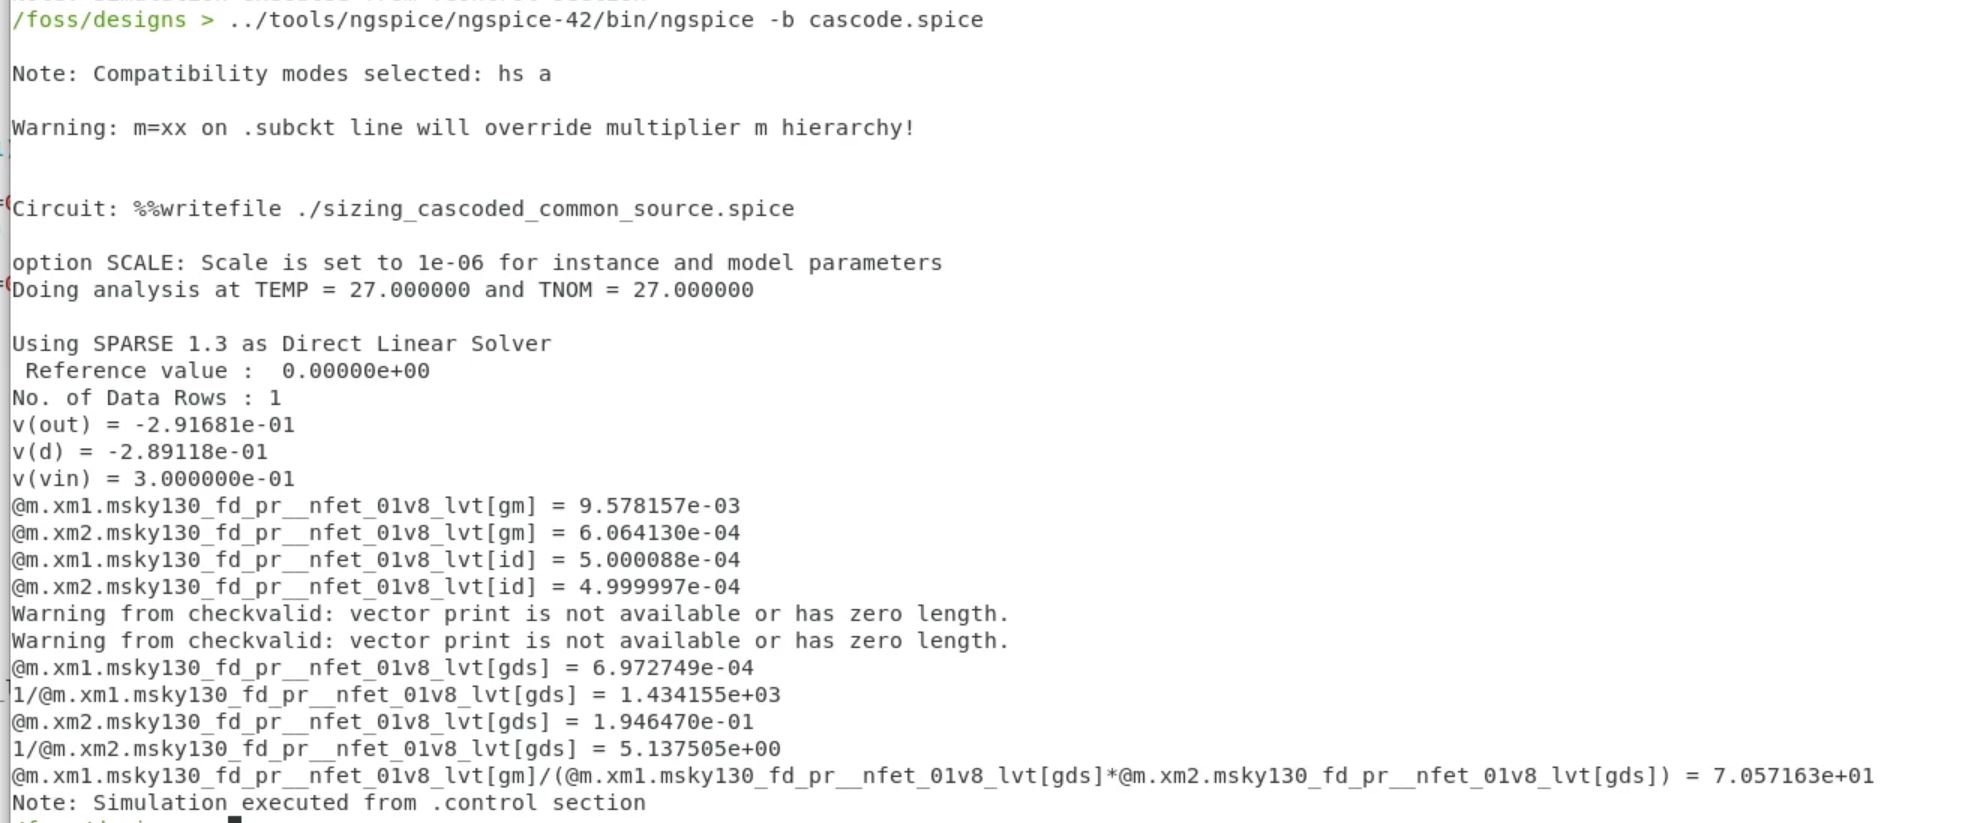 /foss/designs > ../tools/ngspice/ngspice-42/bin/ngspice -b cascode.spice
Note: Compatibility modes selected: hs a
Warning: m=xx on .subckt line will override multiplier m hierarchy!
Circuit: %%writefile ./sizing_cascoded_common_source.spice
option SCALE: Scale is set to 1e-06 for instance and model parameters
Doing analysis at TEMP = 27.000000 and TNOM = 27.000000
Using SPARSE 1.3 as Direct Linear Solver
Reference value :  0.00000e+00
No. of Data Rows : 1
v(out) = -2.91681e-01
v(d) = -2.89118e-01
v(vin) = 3.000000e-01
@m.xm1.msky130_fd_pr__nfet_01v8_lvt[gm] = 9.578157e-03
@m.xm2.msky130_fd_pr__nfet_01v8_lvt[gm] = 6.064130e-04
@m.xm1.msky130_fd_pr__nfet_01v8_lvt[id] = 5.000088e-04
@m.xm2.msky130_fd_pr__nfet_01v8_lvt[id] = 4.999997e-04
Warning from checkvalid: vector print is not available or has zero length.
Warning from checkvalid: vector print is not available or has zero length.
@m.xm1.msky130_fd_pr__nfet_01v8_lvt[gds] = 6.972749e-04
1/@m.xm1.msky130_fd_pr__nfet_01v8_lvt[gds] = 1.434155e+03
@m.xm2.msky130_fd_pr__nfet_01v8_lvt[gds] = 1.946470e-01
1/@m.xm2.msky130_fd_pr__nfet_01v8_lvt[gds] = 5.137505e+00
@m.xm1.msky130_fd_pr__nfet_01v8_lvt[gm]/(@m.xm1.msky130_fd_pr__nfet_01v8_lvt[gds]*@m.xm2.msky130_fd_pr__nfet_01v8_lvt[gds]) = 7.057163e+01
Note: Simulation executed from .control section